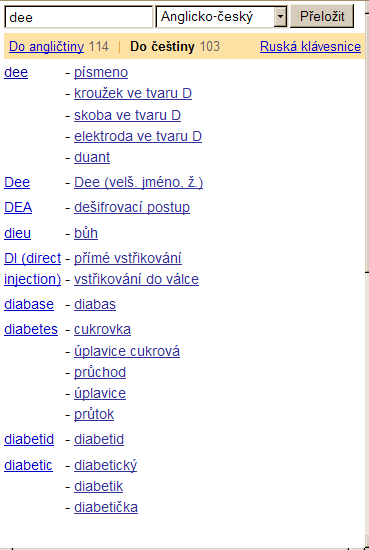 dee Anglicko-český Přeložit
Do angličtiny 114 | Do češtiny 103 Ruská klávesnice
dee - písmeno
- kroužek ve tvaru D
- skoba ve tvaru D
- elektroda ve tvaru D
- duant
Dee - Dee (velš. jméno, ž.)
DEA - dešifrovací postup
dieu - bůh
DI (direct - přímé vstřikování
injection) - vstřikování do válce
diabase - diabas
diabetes - cukrovka
- úplavice cukrová
- průchod
- úplavice
- průtok
diabetid - diabetid
diabetic - diabetický
- diabetik
- diabetička